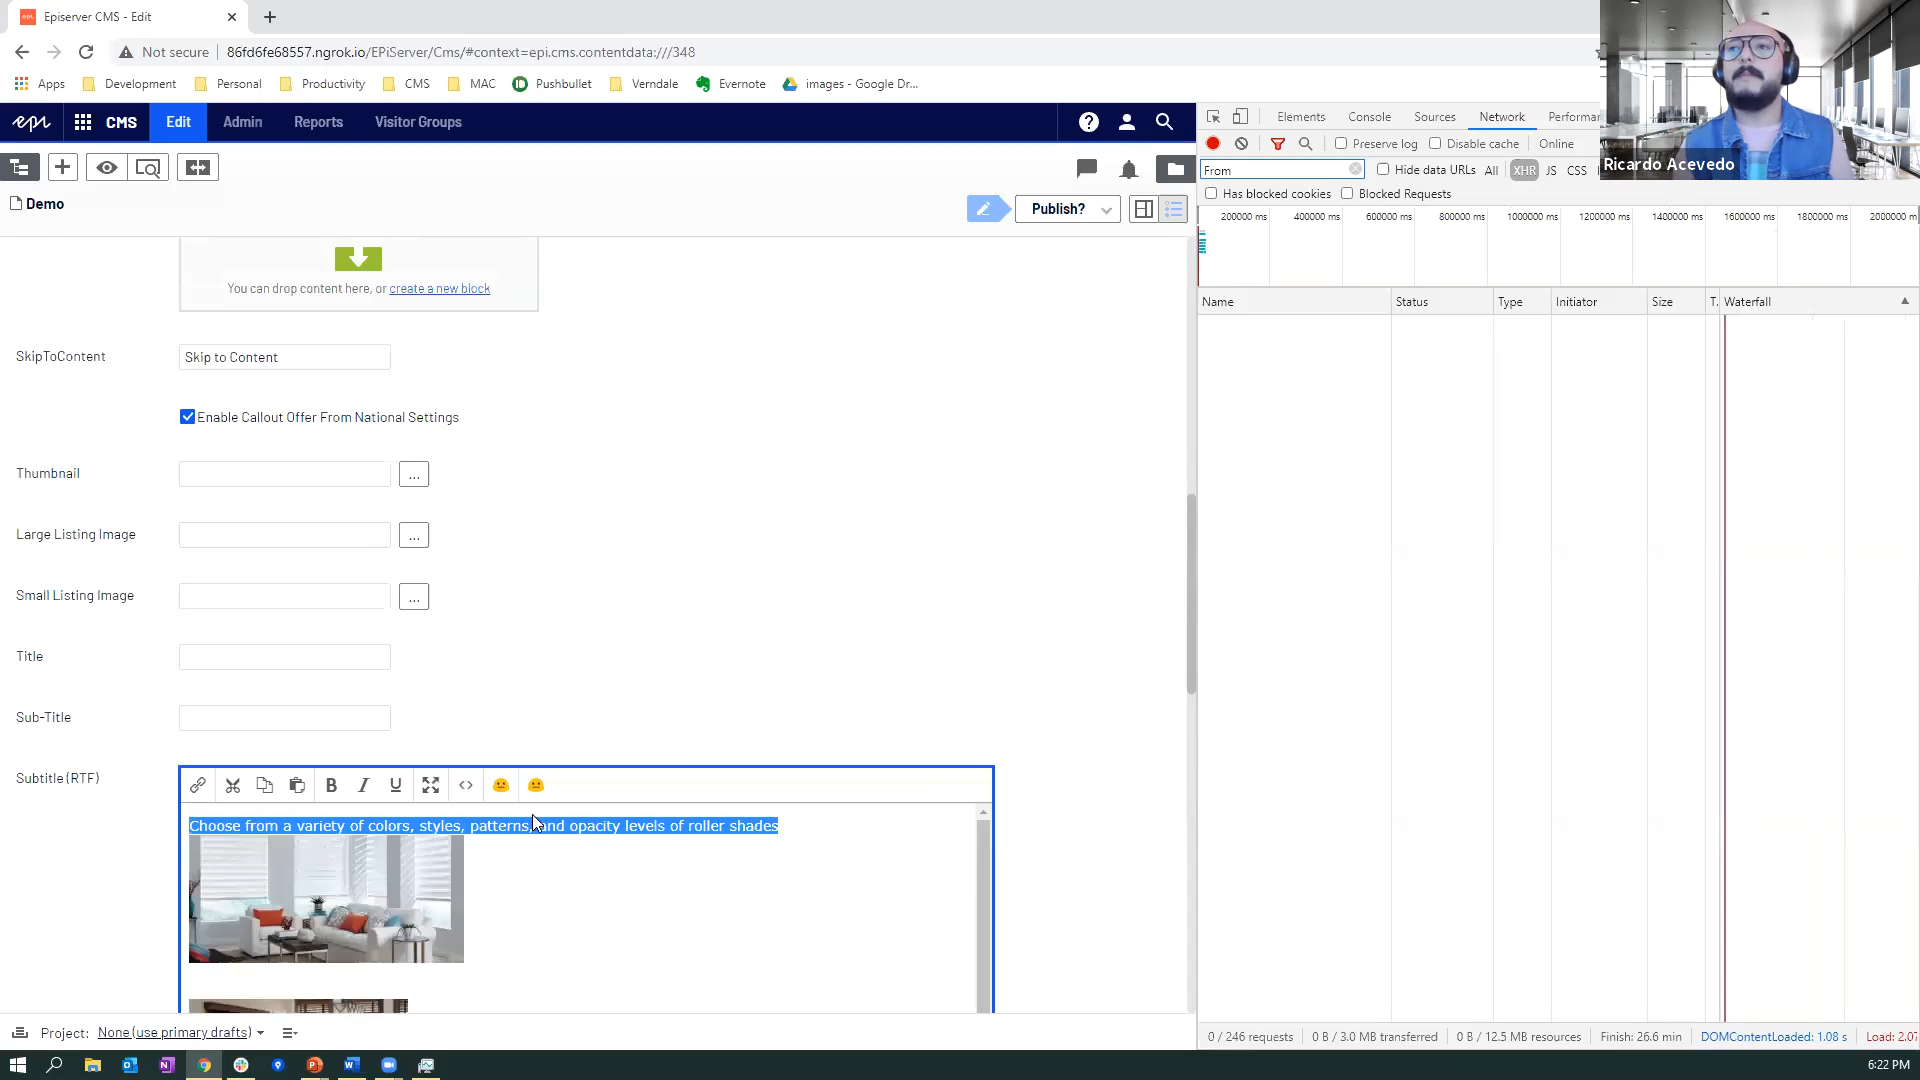 Episerver CMS - Edit
Not secure 86fd6fe68557.ngrok.io/EPiServer/Cms/#context=epi.cms.contentdata:///348
Apps Development Personal Productivity CMS MAC Pushbullet Verndale Evernote images - Google Dr...
epi CMS Edit Admin Reports Visitor Groups
Elements Console Sources Network Performa
Preserve log Disable cache Online
Ricardo Acevedo
From Hide data URLs All XHR JS CSS
Has blocked cookies Blocked Requests
Demo Publish?
200000 ms 400000 ms 600000 ms 800000 ms 1000000 ms 1200000 ms 1400000 ms 1600000 ms 1800000 ms 2000000 m
You can drop content here, or create a new block
Name Status Type Initiator Size T. Waterfall
SkipToContent Skip to Content
Enable Callout Offer From National Settings
Thumbnail ...
Large Listing Image ...
Small Listing Image ...
Title
Sub-Title
Subtitle (RTF) B I U
Choose from a variety of colors, styles, patterns, and opacity levels of roller shades
Project: None (use primary drafts)
0 / 246 requests 0 B / 3.0 MB transferred 0 B / 12.5 MB resources Finish: 26.6 min DOMContentLoaded: 1.08 s Load: 2.07
6:22 PM